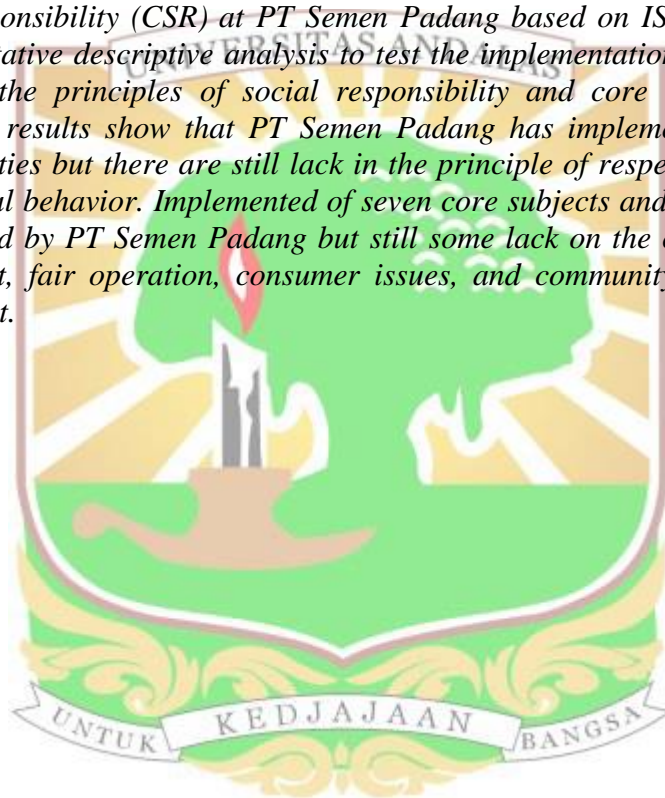 onsibility (CSR) at PT Semen Padang based on IS
tative descriptive analysis to test the implementation
UNIVERSITAS ANDALAS
the principles of social responsibility and core
results show that PT Semen Padang has impleme
ties but there are still lack in the principle of respe
l behavior. Implemented of seven core subjects and
d by PT Semen Padang but still some lack on the
t, fair operation, consumer issues, and community
t.
UNTUK KEDJAJAAN BANGSA